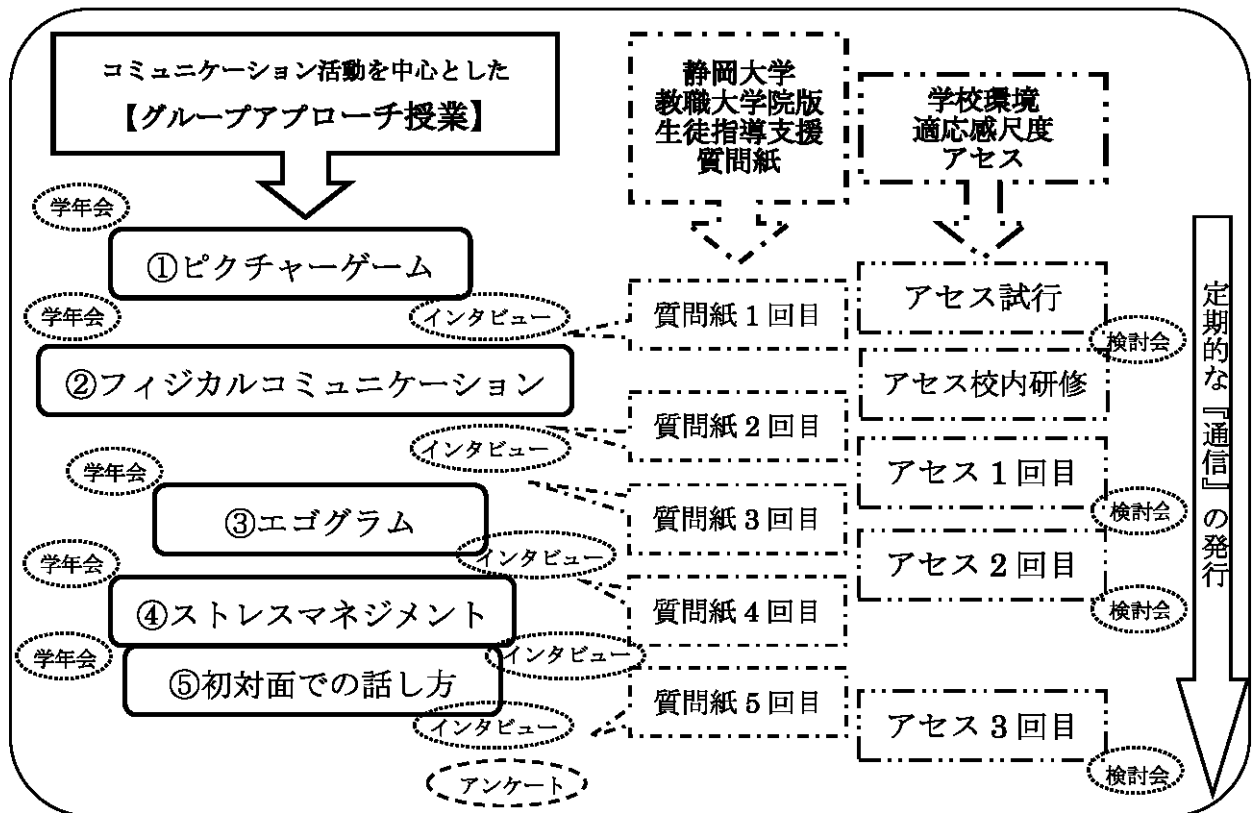 コミュニケーション活動を中心とした
【グループアプローチ授業】
静岡大学
教職大学院版
生徒指導支援
質問紙
学校環境
適応感尺度
アセス
学年会
①ピクチャーゲーム
学年会
インタビュー
質問紙1回目
アセス試行
検討会
②フィジカルコミュニケーション
アセス校内研修
質問紙2回目
インタビュー
学年会
アセス1回目
検討会
③エゴグラム
質問紙3回目
インタビュー
学年会
アセス2回目
検討会
④ストレスマネジメント
質問紙4回目
インタビュー
学年会
⑤初対面での話し方
質問紙5回目
インタビュー
アセス3回目
検討会
アンケート
定期的な『通信』の発行